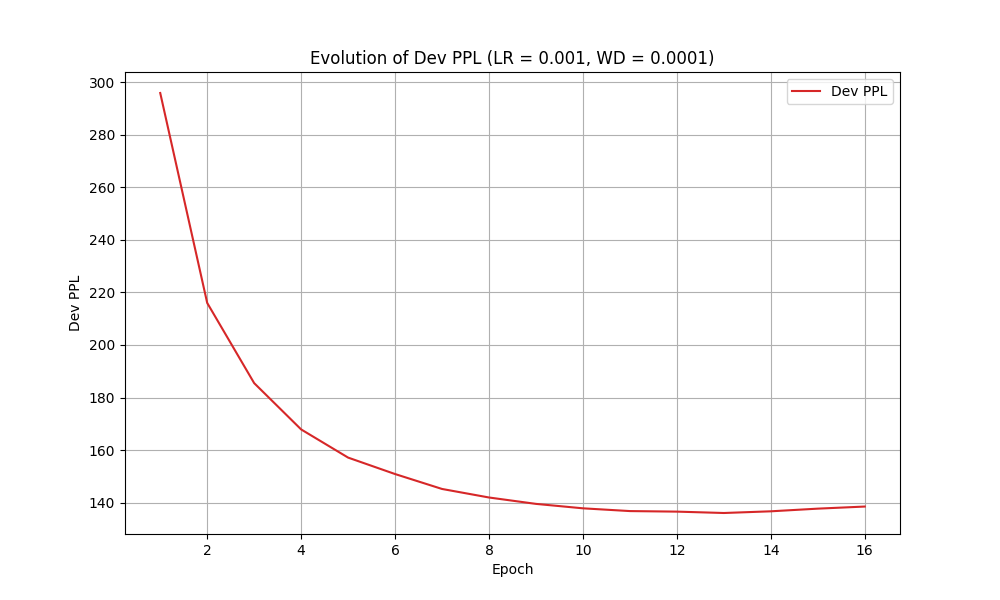 Evolution of Dev PPL (LR = 0.001, WD = 0.0001)
Dev PPL
300
280
260
240
220
200
180
160
140
Dev PPL
2 4 6 8 10 12 14 16
Epoch